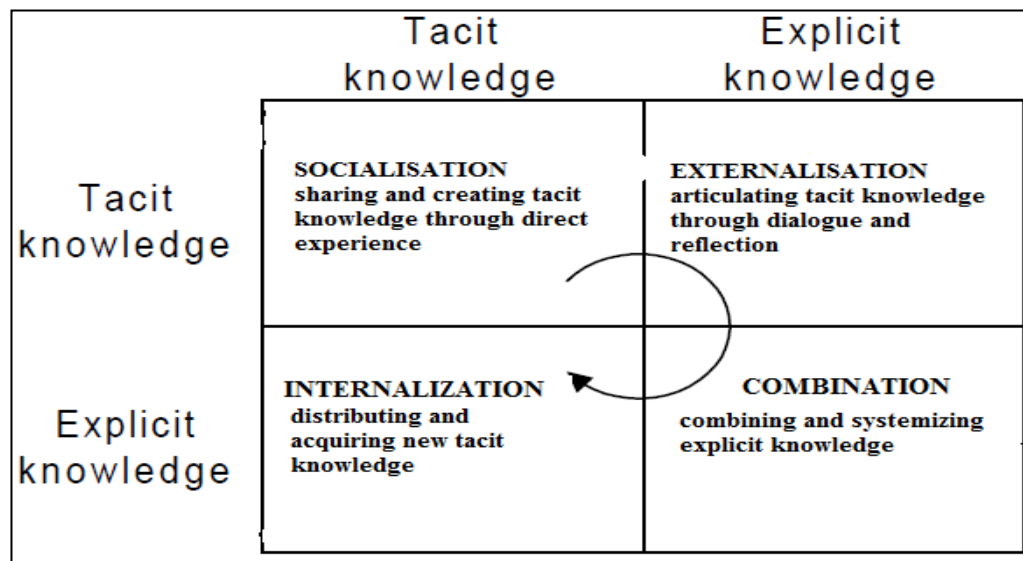 Tacit
knowledge
Explicit
knowledge
Tacit
knowledge
SOCIALISATION
sharing and creating tacit
knowledge through direct
experience
EXTERNALISATION
articulating tacit knowledge
through dialogue and
reflection
Explicit
knowledge
INTERNALIZATION
distributing and
acquiring new tacit
knowledge
COMBINATION
combining and systemizing
explicit knowledge